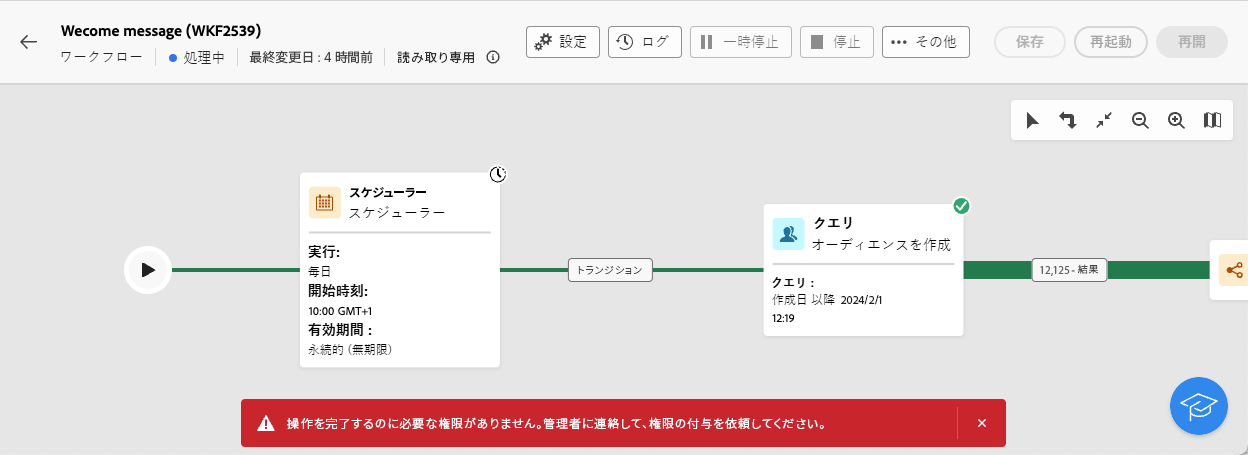 Wecome message (WKF2539)
ワークフロー
処理中
最終変更日 : 4 時間前
読み取り専用
設定
ログ
一時停止
停止
その他
保存
再起動
再開
スケジューラー
スケジューラー
実行:
毎日
開始時刻:
10:00 GMT+1
有効期間 :
永続的 (無期限)
トランジション
クエリ
オーディエンスを作成
クエリ :
作成日 以降 2024/2/1
12:19
12,125 - 結果
操作を完了するのに必要な権限がありません。管理者に連絡して、権限の付与を依頼してください。